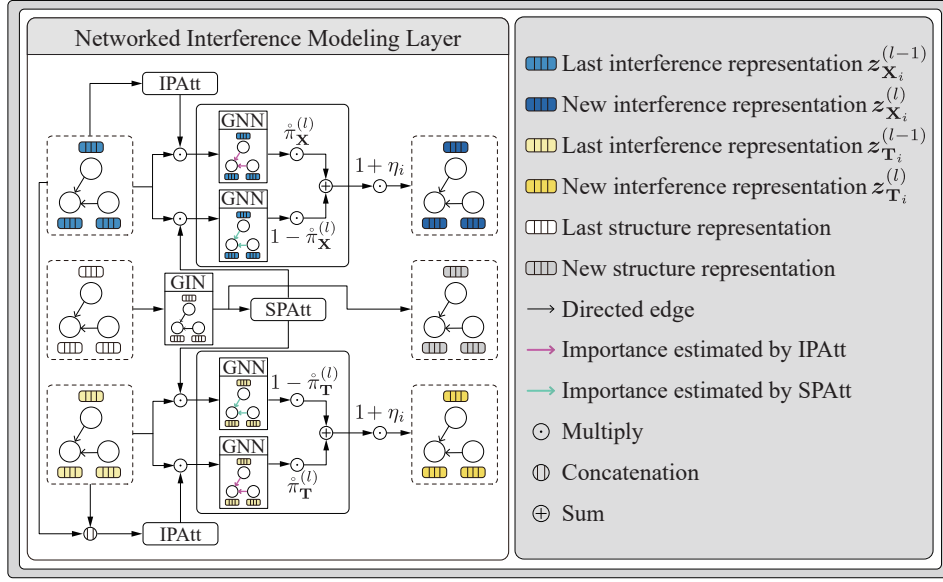 Networked Interference Modeling Layer
IPAtt
GNN
π̊_X^(l)
1 + η_i
GNN
1 − π̊_X^(l)
GIN
SPAtt
GNN
1 − π̊_T^(l)
1 + η_i
GNN
π̊_T^(l)
IPAtt
Last interference representation z_{X_i}^{(l−1)}
New interference representation z_{X_i}^{(l)}
Last interference representation z_{T_i}^{(l−1)}
New interference representation z_{T_i}^{(l)}
Last structure representation
New structure representation
Directed edge
Importance estimated by IPAtt
Importance estimated by SPAtt
Multiply
Concatenation
Sum